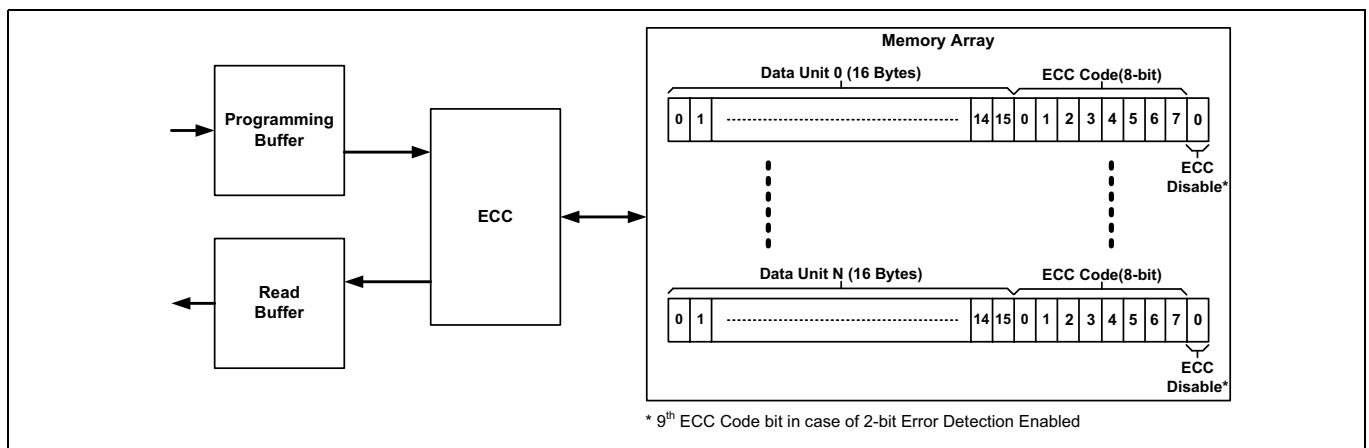 Memory Array
Data Unit 0 (16 Bytes)
ECC Code(8-bit)
0 1 14 15 0 1 2 3 4 5 6 7 0
ECC
Disable*
Programming
Buffer
ECC
Read
Buffer
Data Unit N (16 Bytes)
ECC Code(8-bit)
0 1 14 15 0 1 2 3 4 5 6 7 0
ECC
Disable*
* 9th ECC Code bit in case of 2-bit Error Detection Enabled